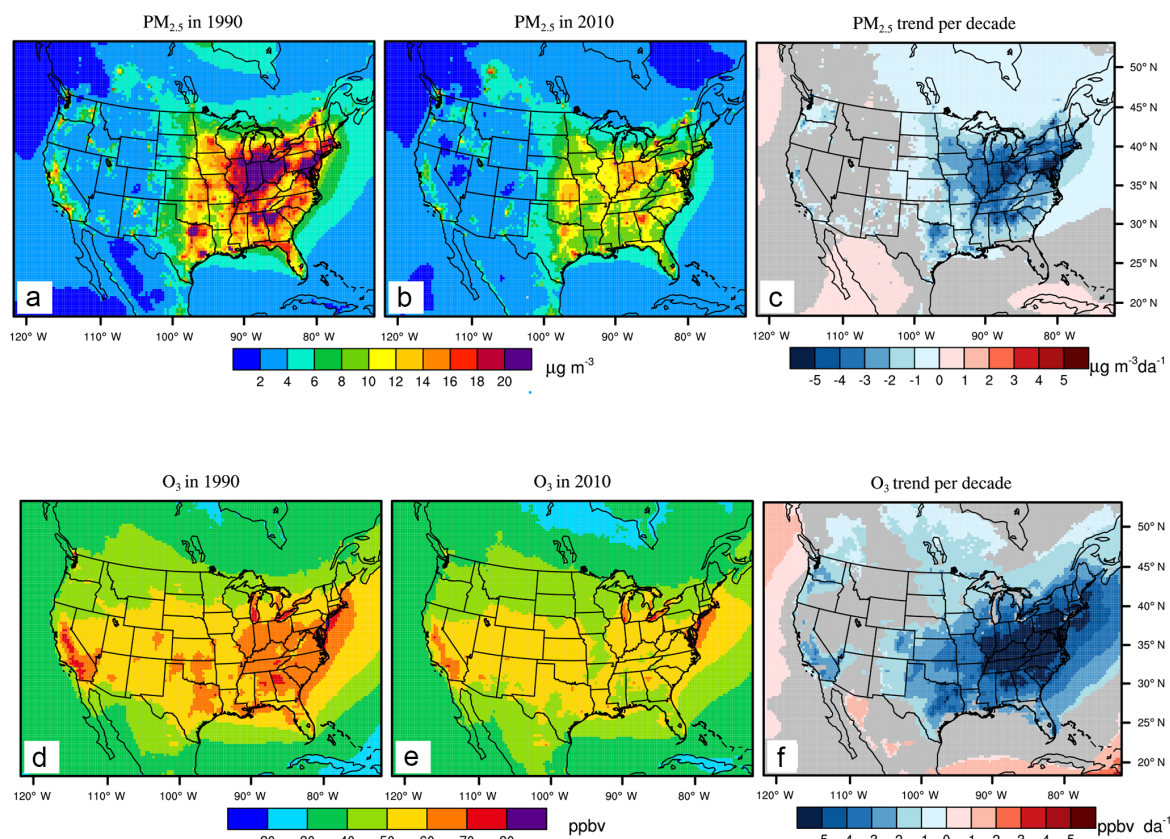 PM2.5 in 1990
PM2.5 in 2010
PM2.5 trend per decade
50° N
45° N
40° N
35° N
30° N
25° N
20° N
a
b
c
120° W 110° W 100° W 90° W 80° W
120° W 110° W 100° W 90° W 80° W
120° W 110° W 100° W 90° W 80° W
2 4 6 8 10 12 14 16 18 20
μg m-3
-5 -4 -3 -2 -1 0 1 2 3 4 5
μg m-3da-1
O3 in 1990
O3 in 2010
O3 trend per decade
50° N
45° N
40° N
35° N
30° N
25° N
20° N
d
e
f
120° W 110° W 100° W 90° W 80° W
120° W 110° W 100° W 90° W 80° W
120° W 110° W 100° W 90° W 80° W
ppbv
ppbv da-1